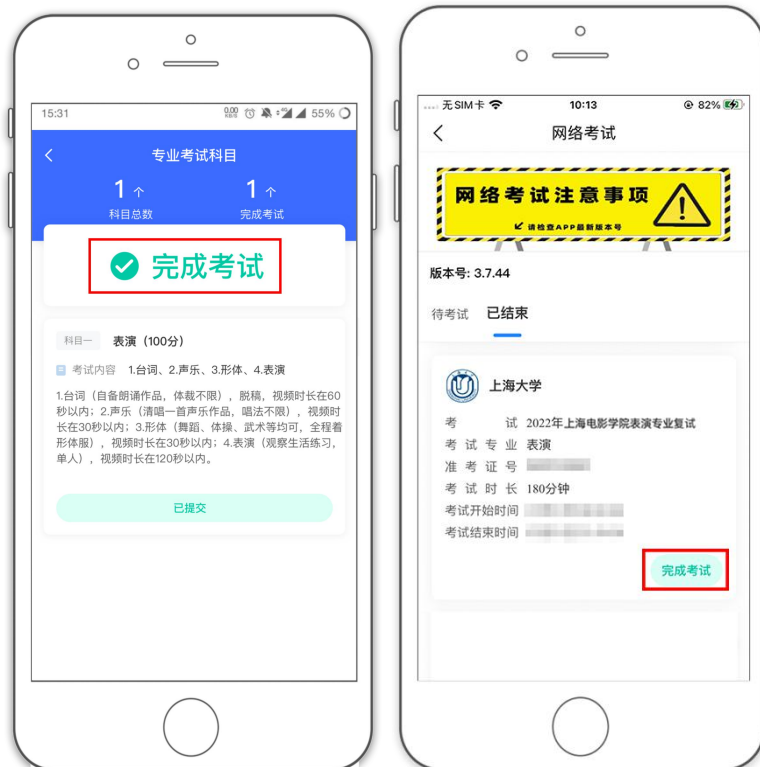 15:31
0.00
55%
专业考试科目
1个
1个
科目总数
完成考试
完成考试
科目一
表演（100分）
考试内容 1.台词、2.声乐、3.形体、4.表演
1.台词（自备朗诵作品，体裁不限），脱稿，视频时长在60
秒以内；2.声乐（清唱一首声乐作品，唱法不限），视频时
长在30秒以内；3.形体（舞蹈、体操、武术等均可，全程着
形体服），视频时长在30秒以内；4.表演（观察生活练习，
单人），视频时长在120秒以内。
已提交
无SIM卡
10:13
82%
网络考试
网络考试注意事项
请检查APP最新版本号
版本号: 3.7.44
待考试 已结束
上海大学
考试 2022年上海电影学院表演专业复试
考试专业 表演
准考证号
考试时长 180分钟
考试开始时间
考试结束时间
完成考试